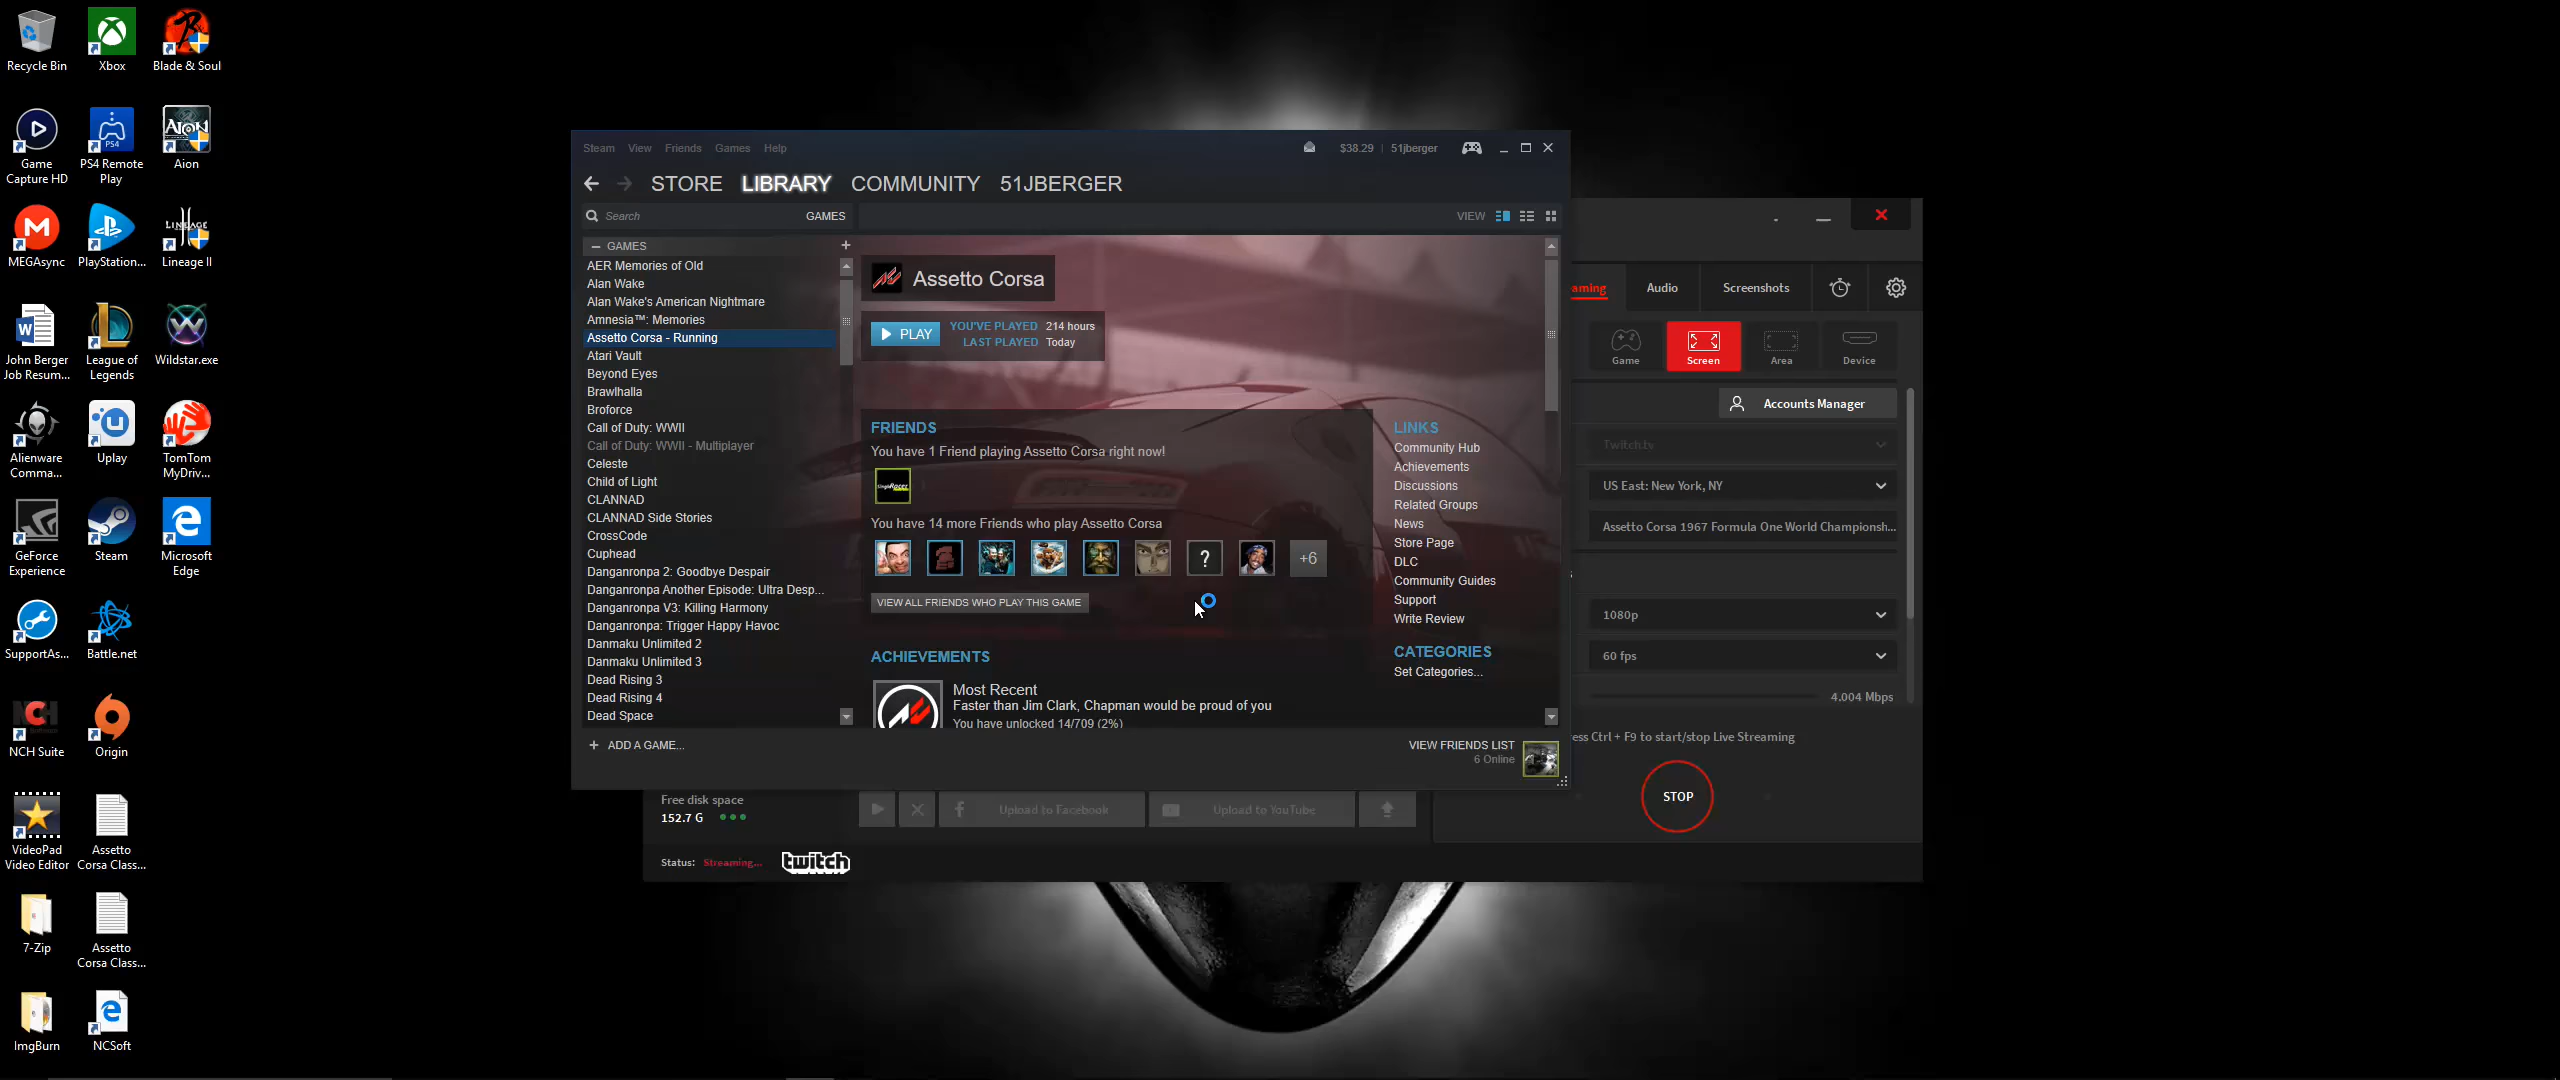 Recycle Bin
Xbox
Blade & Soul
Game
Capture HD
PS4 Remote
Play
Aion
MEGAsync
PlayStation...
Lineage II
John Berger
Job Resum...
League of
Legends
Wildstar.exe
Alienware
Comma...
Uplay
TomTom
MyDriv...
GeForce
Experience
Steam
Microsoft
Edge
SupportAs...
Battle.net
NCH Suite
Origin
VideoPad
Video Editor
Assetto
Corsa Class...
7-Zip
Assetto
Corsa Class...
ImgBurn
NCSoft
Steam View Friends Games Help
$38.29 | 51jberger
STORE LIBRARY COMMUNITY 51JBERGER
Search GAMES
VIEW
GAMES
AER Memories of Old
Alan Wake
Alan Wake's American Nightmare
Amnesia™: Memories
Assetto Corsa - Running
Atari Vault
Beyond Eyes
Brawlhalla
Broforce
Call of Duty: WWII
Call of Duty: WWII - Multiplayer
Celeste
Child of Light
CLANNAD
CLANNAD Side Stories
CrossCode
Cuphead
Danganronpa 2: Goodbye Despair
Danganronpa Another Episode: Ultra Desp...
Danganronpa V3: Killing Harmony
Danganronpa: Trigger Happy Havoc
Danmaku Unlimited 2
Danmaku Unlimited 3
Dead Rising 3
Dead Rising 4
Dead Space
ADD A GAME...
Assetto Corsa
PLAY
YOU'VE PLAYED 214 hours
LAST PLAYED Today
FRIENDS
You have 1 Friend playing Assetto Corsa right now!
You have 14 more Friends who play Assetto Corsa
? +6
VIEW ALL FRIENDS WHO PLAY THIS GAME
ACHIEVEMENTS
Most Recent
Faster than Jim Clark, Chapman would be proud of you
You have unlocked 14/709 (2%)
LINKS
Community Hub
Achievements
Discussions
Related Groups
News
Store Page
DLC
Community Guides
Support
Write Review
CATEGORIES
Set Categories...
VIEW FRIENDS LIST
6 Online
aming Audio Screenshots
Game Screen Area Device
Accounts Manager
Twitch.tv
US East: New York, NY
Assetto Corsa 1967 Formula One World Championsh...
1080p
60 fps
4.004 Mbps
ess Ctrl + F9 to start/stop Live Streaming
STOP
Free disk space
152.7 G
Upload to Facebook
Upload to YouTube
Status: Streaming...
twitch